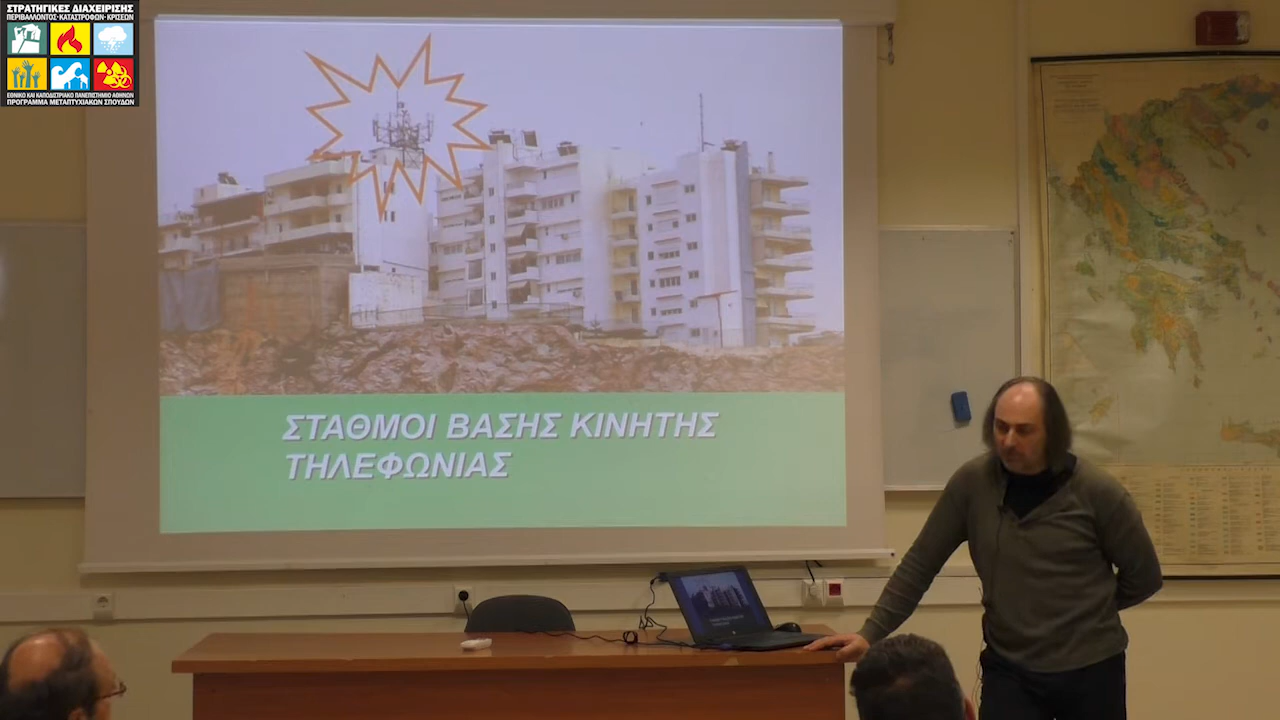 ΣΤΡΑΤΗΓΙΚΕΣ ΔΙΑΧΕΙΡΙΣΗΣ
ΠΕΡΙΒΑΛΛΟΝΤΟΣ-ΚΑΤΑΣΤΡΟΦΩΝ-ΚΡΙΣΕΩΝ
ΕΘΝΙΚΟ ΚΑΙ ΚΑΠΟΔΙΣΤΡΙΑΚΟ ΠΑΝΕΠΙΣΤΗΜΙΟ ΑΘΗΝΩΝ
ΠΡΟΓΡΑΜΜΑ ΜΕΤΑΠΤΥΧΙΑΚΩΝ ΣΠΟΥΔΩΝ
ΣΤΑΘΜΟΙ ΒΑΣΗΣ ΚΙΝΗΤΗΣ
ΤΗΛΕΦΩΝΙΑΣ